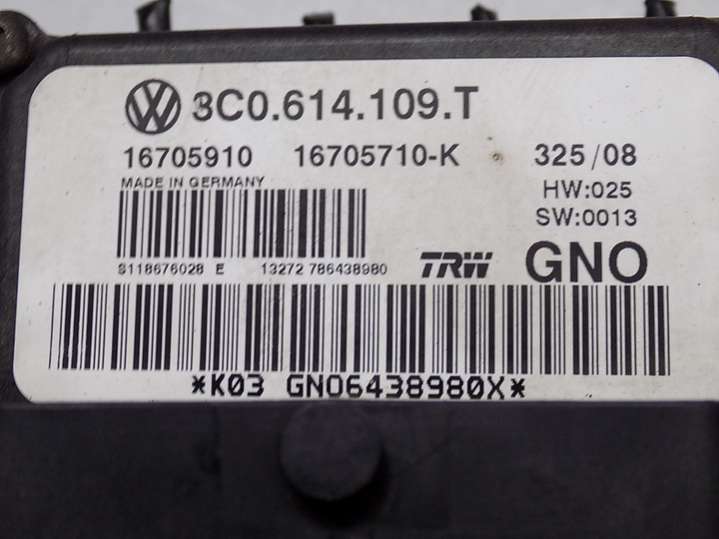 VW 3C0.614.109.T
16705910 16705710-K 325/08
MADE IN GERMANY HW:025
SW:0013
S118676028 E 13272 786438980 TRW GNO
*K03 GNO6438980X*